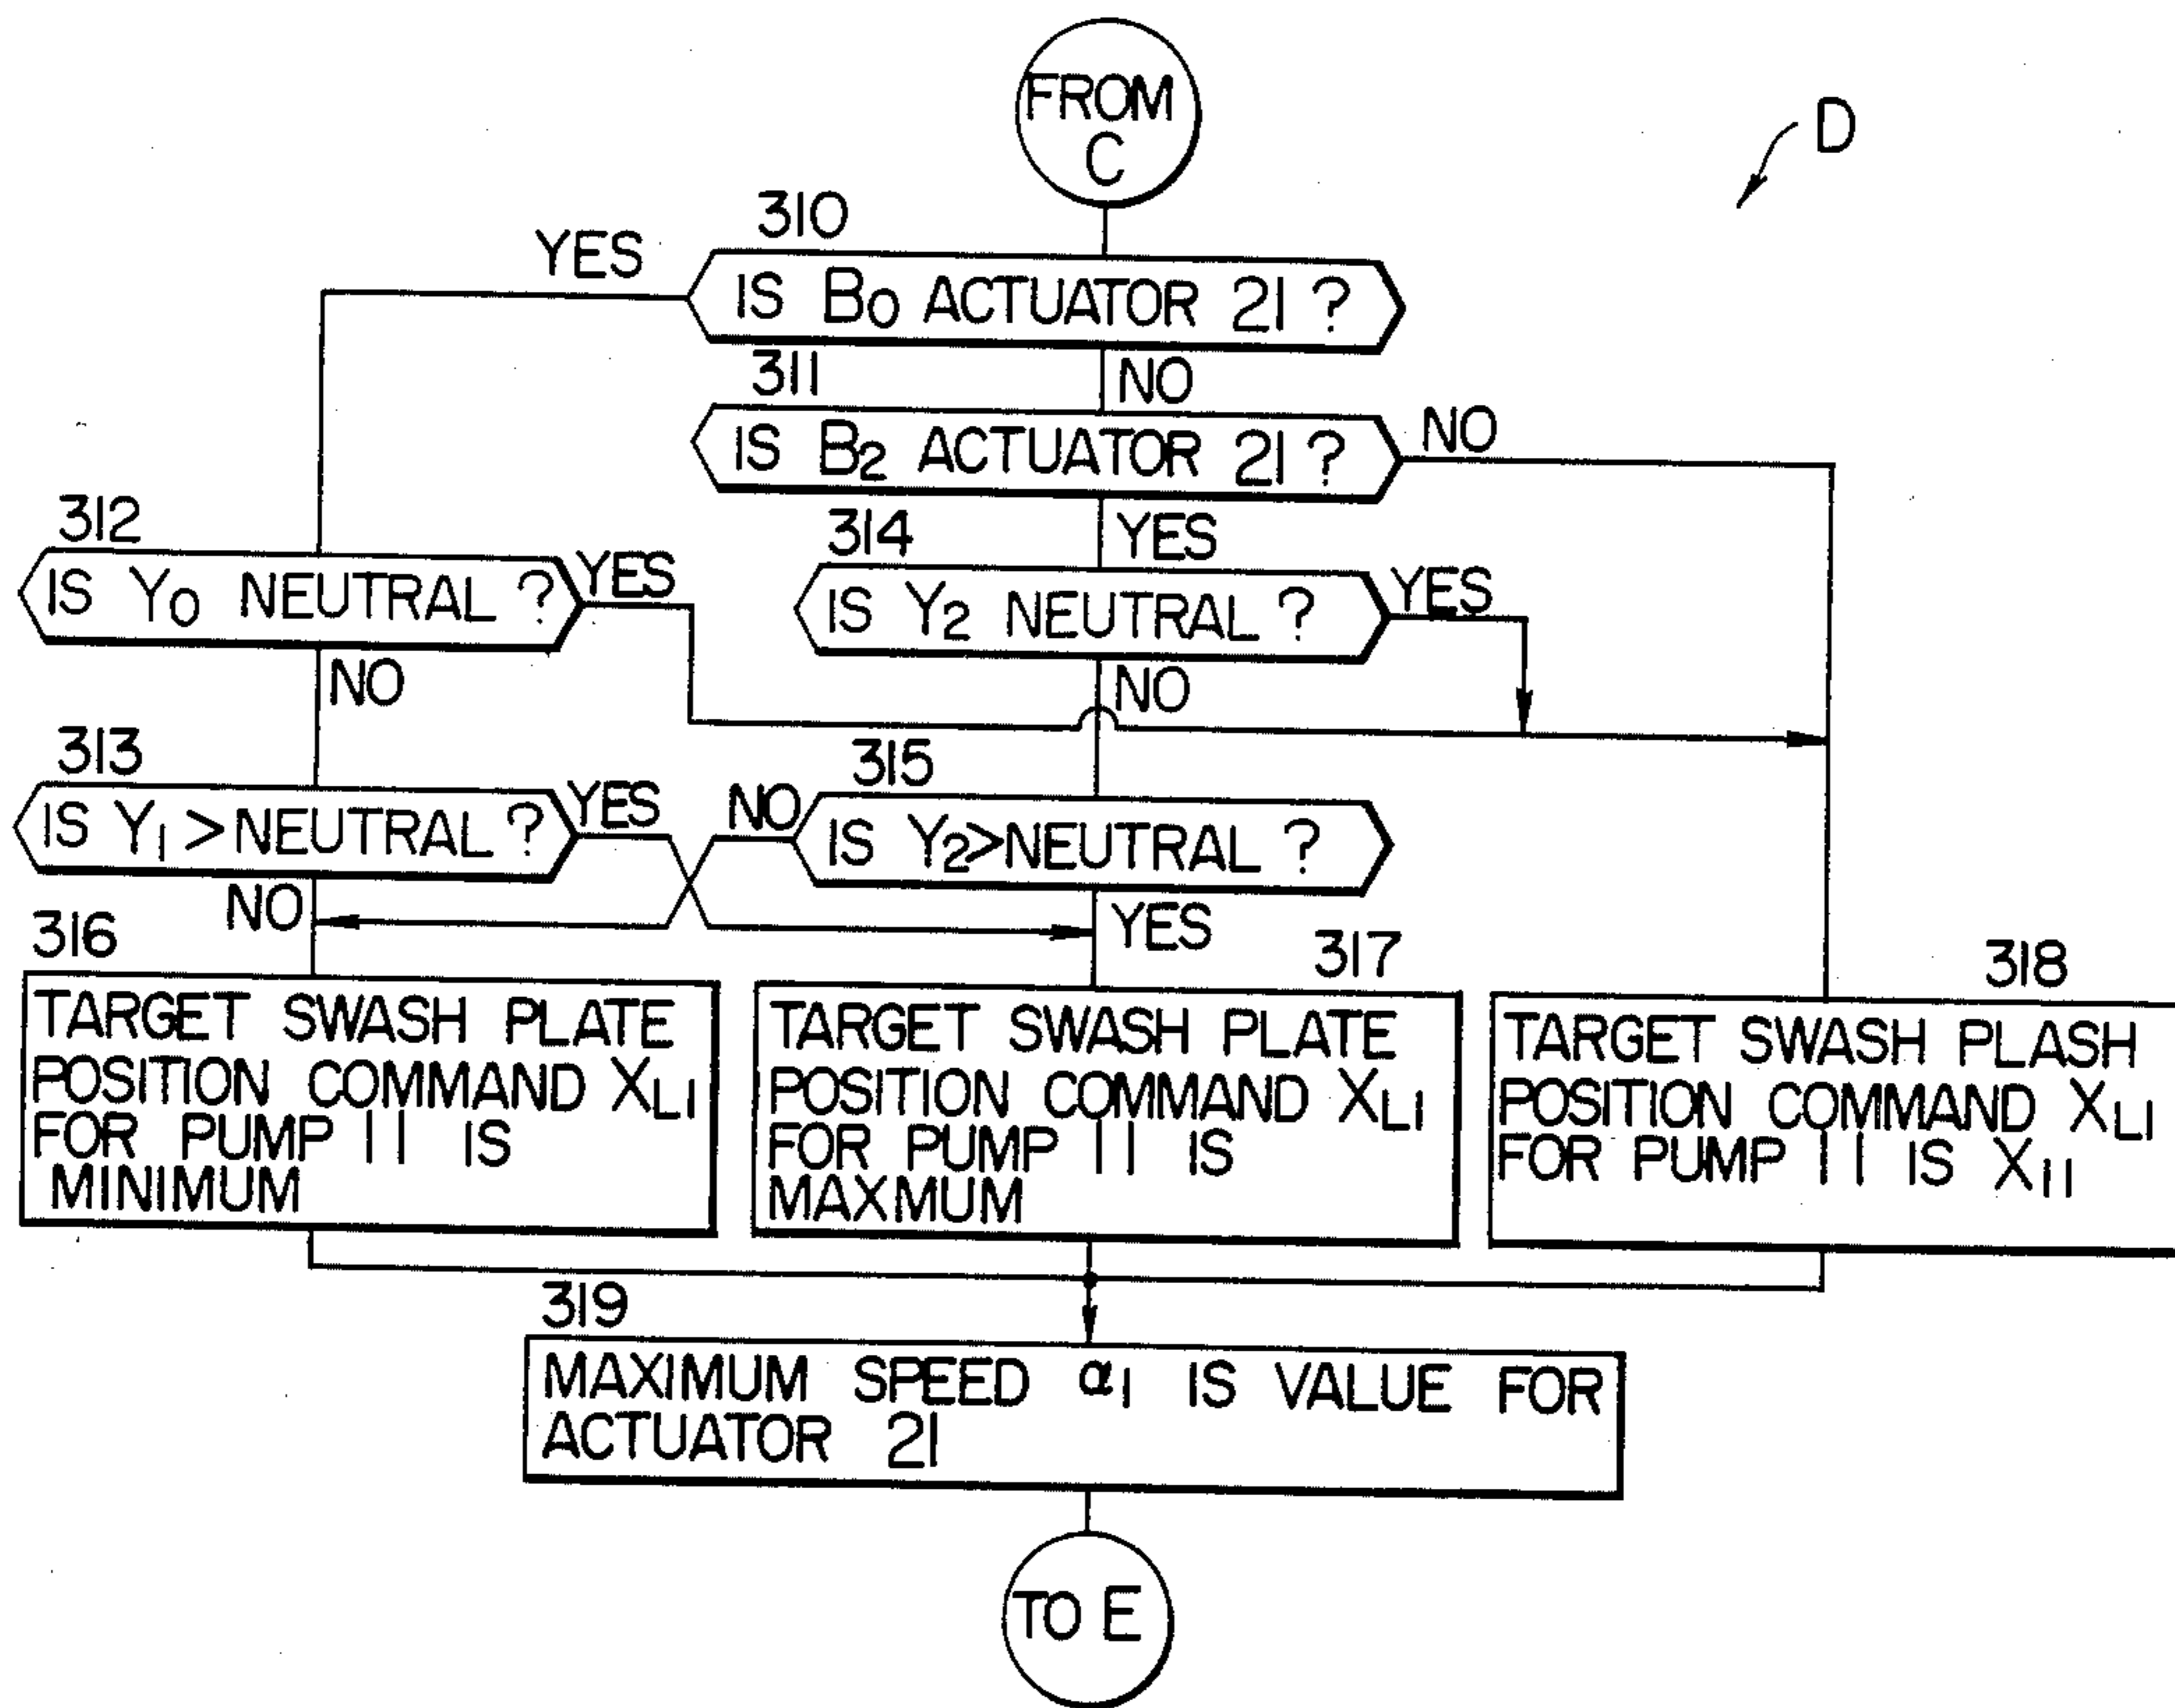 FROM
C
D
310
YES
IS B0 ACTUATOR 21 ?
311
NO
IS B2 ACTUATOR 21 ?
NO
312
314
YES
IS Y0 NEUTRAL ?
YES
IS Y2 NEUTRAL ?
YES
NO
NO
313
315
IS Y1 > NEUTRAL ?
YES
NO
IS Y2>NEUTRAL ?
NO
YES
316
TARGET SWASH PLATE
POSITION COMMAND XL1
FOR PUMP 11 IS
MINIMUM
317
TARGET SWASH PLATE
POSITION COMMAND XL1
FOR PUMP 11 IS
MAXMUM
318
TARGET SWASH PLASH
POSITION COMMAND XL1
FOR PUMP 11 IS X11
319
MAXIMUM SPEED α1 IS VALUE FOR
ACTUATOR 21
TO E